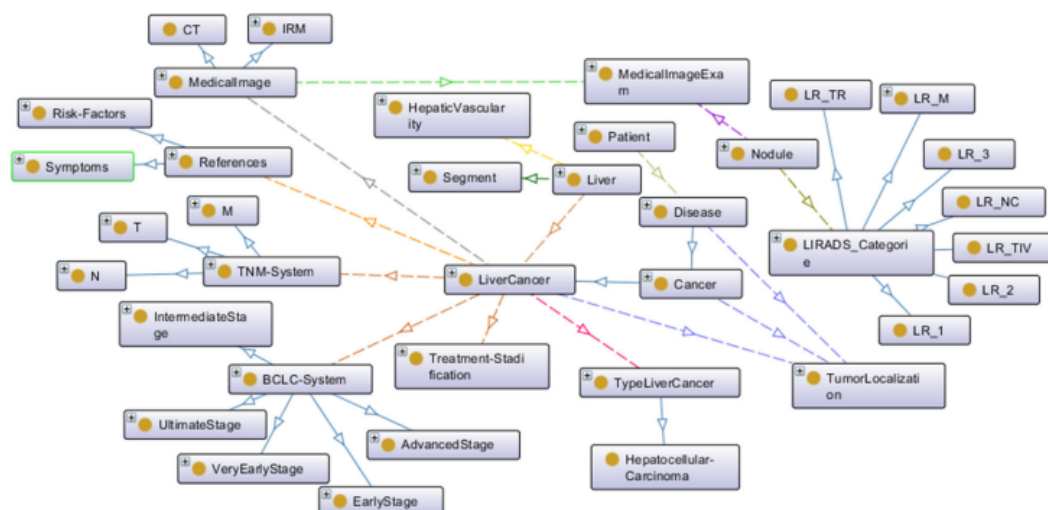 CT
IRM
MedicalImage
MedicalImageExa
m
LR_TR
LR_M
HepaticVascula
rity
Risk-Factors
Patient
Symptoms
References
Segment
Liver
Nodule
LR_3
M
Disease
LR_NC
T
LIRADS_Categori
e
LR_TIV
N
TNM-System
LiverCancer
Cancer
LR_2
IntermediateSta
ge
LR_1
BCLC-System
Treatment-Stadi
fication
TypeLiverCancer
TumorLocalizati
on
UltimateStage
AdvancedStage
VeryEarlyStage
Hepatocellular-
Carcinoma
EarlyStage